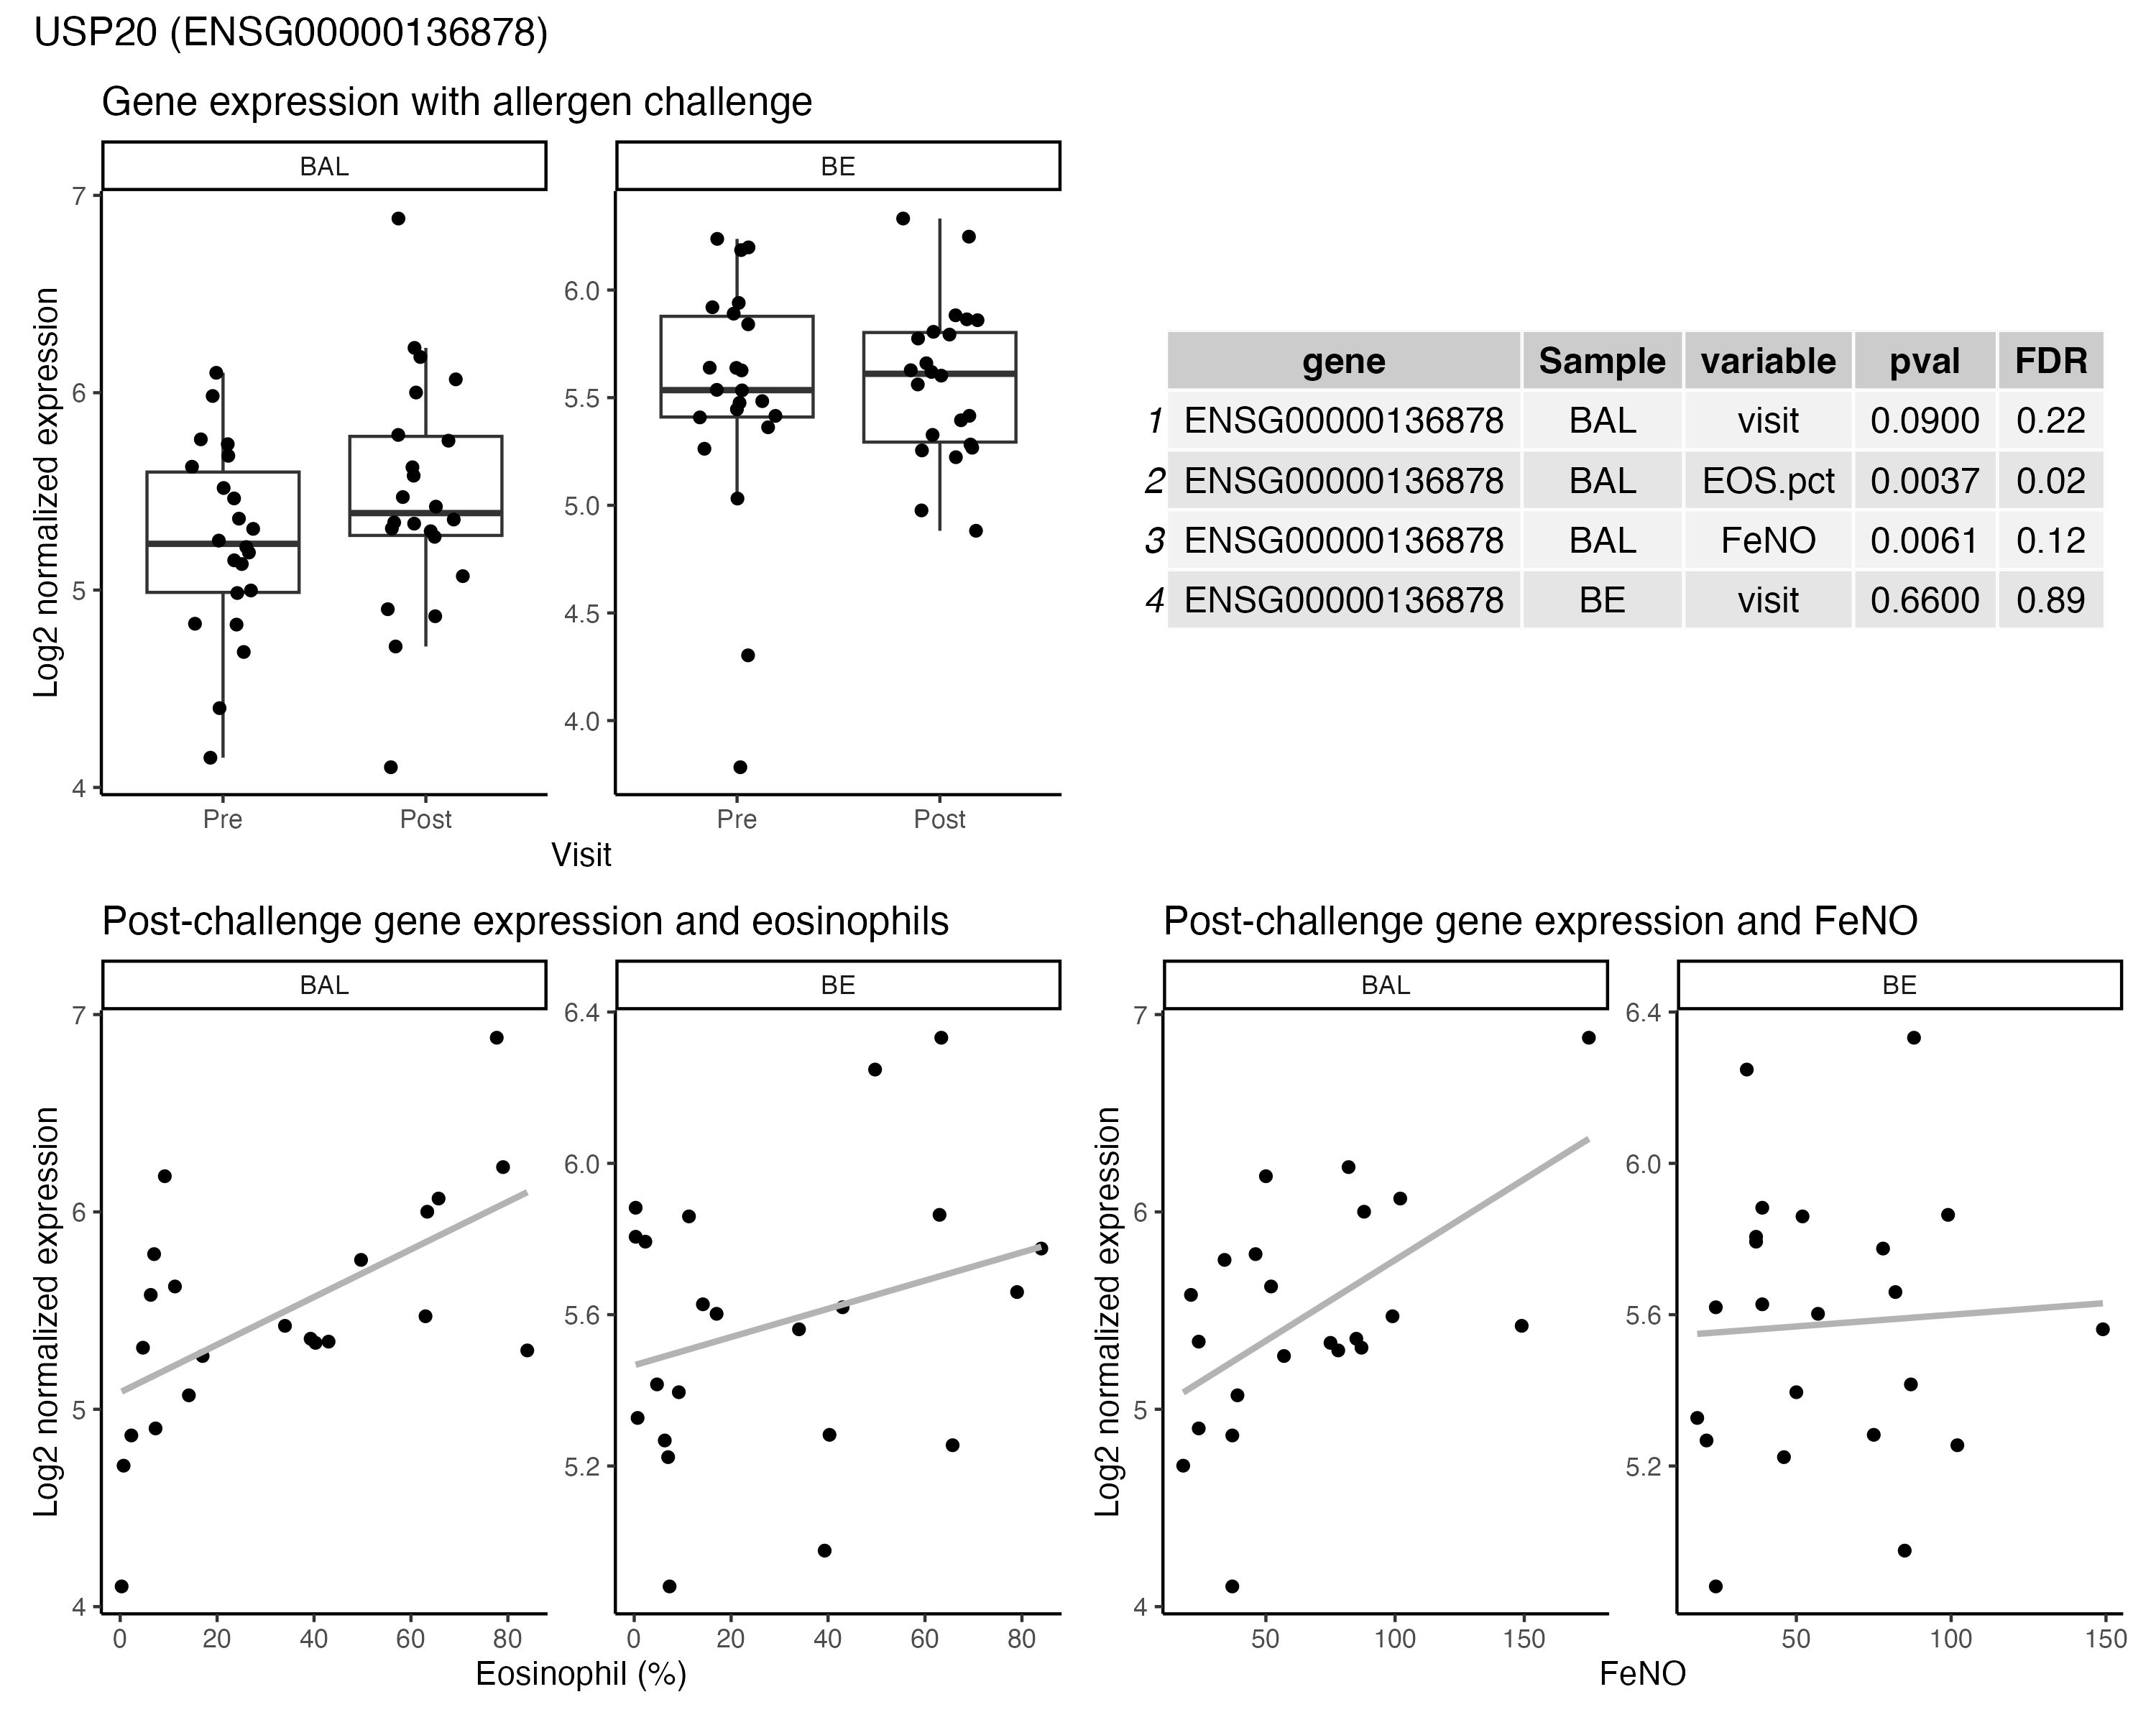 USP20 (ENSG00000136878)
Gene expression with allergen challenge
BAL
BE
Log2 normalized expression
7
6
5
4
6.0
5.5
5.0
4.5
4.0
Pre
Post
Pre
Post
Visit
gene Sample variable pval FDR
1 ENSG00000136878 BAL visit 0.0900 0.22
2 ENSG00000136878 BAL EOS.pct 0.0037 0.02
3 ENSG00000136878 BAL FeNO 0.0061 0.12
4 ENSG00000136878 BE visit 0.6600 0.89
Post-challenge gene expression and eosinophils
BAL
BE
Log2 normalized expression
7
6
5
4
6.4
6.0
5.6
5.2
0 20 40 60 80
0 20 40 60 80
Eosinophil (%)
Post-challenge gene expression and FeNO
BAL
BE
Log2 normalized expression
7
6
5
4
6.4
6.0
5.6
5.2
50 100 150
50 100 150
FeNO